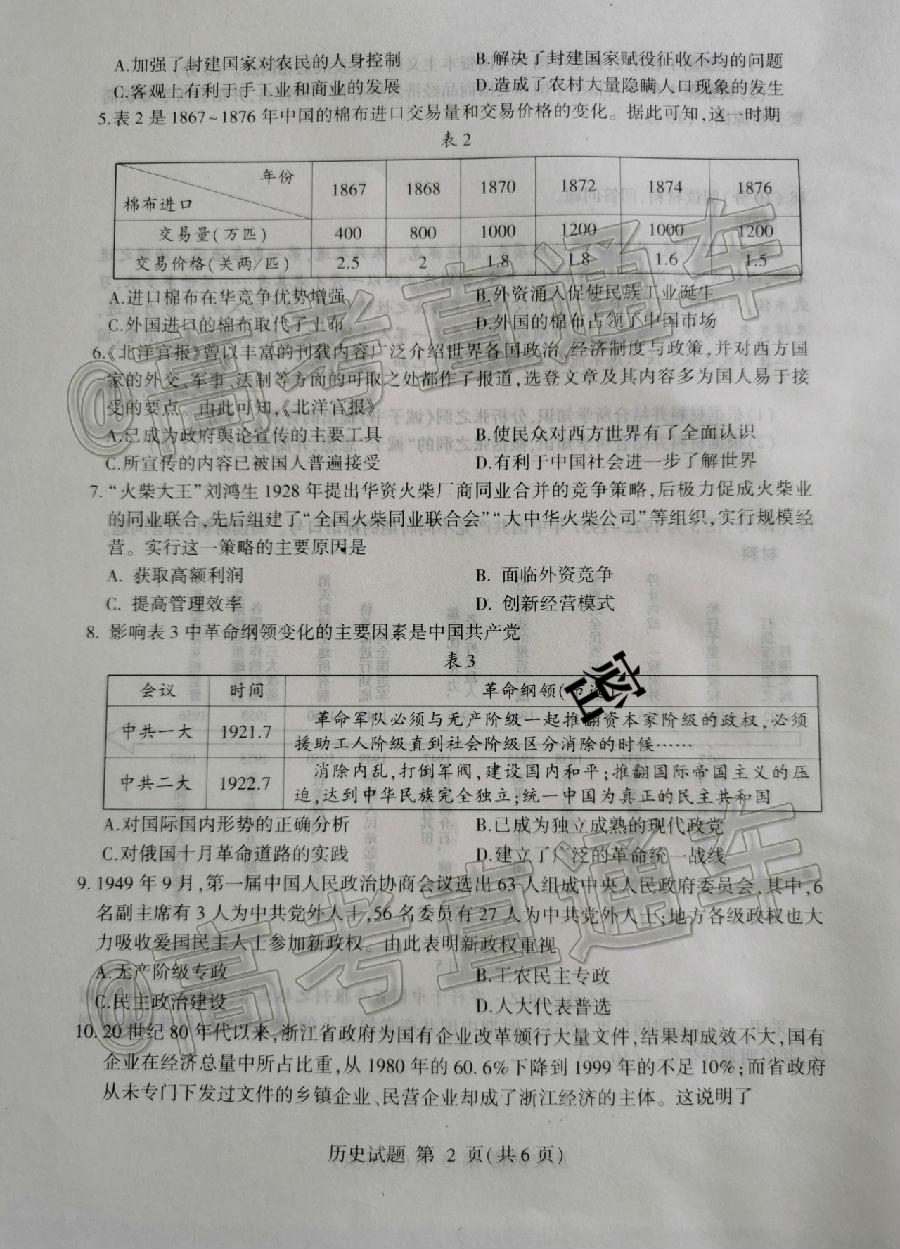 A.加强了封建国家对农民的人身控制 B.解决了封建国家赋役征收不均的问题
C.客观上有利于手工业和商业的发展 D.造成了农村大量隐瞒人口现象的发生
5.表2是1867~1876年中国的棉布进口交易量和交易价格的变化。据此可知,这一时期
表2
年份 棉布进口 1867 1868 1870 1872 1874 1876
交易量(万匹) 400 800 1000 1200 1000 1200
交易价格(关两/匹) 2.5 2 1.8 1.8 1.6 1.5
A.进口棉布在华竞争优势增强 B.外资涌入促使民族工业诞生
C.外国进口的棉布取代了土布 D.外国的棉布占领了中国市场
6.《北洋官报》曾以丰富的刊载内容广泛介绍世界各国政治、经济制度与政策,并对西方国
家的外交、军事、法制等方面的可取之处都作了报道,选登文章及其内容多为国人易于接
受的要点。由此可知,《北洋官报》
A.已成为政府舆论宣传的主要工具 B.使民众对西方世界有了全面认识
C.所宣传的内容已被国人普遍接受 D.有利于中国社会进一步了解世界
7.“火柴大王”刘鸿生1928年提出华资火柴厂商同业合并的竞争策略,后极力促成火柴业
的同业联合,先后组建了“全国火柴同业联合会”“大中华火柴公司”等组织,实行规模经
营。实行这一策略的主要原因是
A. 获取高额利润 B. 面临外资竞争
C. 提高管理效率 D. 创新经营模式
8. 影响表3中革命纲领变化的主要因素是中国共产党
表3
会议 时间 革命纲领(
中共一大 1921.7 革命军队必须与无产阶级一起推翻资本家阶级的政权,必须
援助工人阶级直到社会阶级区分消除的时候……
中共二大 1922.7 消除内乱,打倒军阀,建设国内和平;推翻国际帝国主义的压
迫,达到中华民族完全独立;统一中国为真正的民主共和国
密
A.对国际国内形势的正确分析 B.已成为独立成熟的现代政党
C.对俄国十月革命道路的实践 D.建立了广泛的革命统一战线
9.1949年9月,第一届中国人民政治协商会议选出63人组成中央人民政府委员会,其中,6
名副主席有3人为中共党外人士,56名委员有27人为中共党外人士;地方各级政权也大
力吸收爱国民主人士参加新政权。由此表明新政权重视
A.无产阶级专政 B.工农民主专政
C.民主政治建设 D.人大代表普选
10.20世纪80年代以来,浙江省政府为国有企业改革颁行大量文件,结果却成效不大,国有
企业在经济总量中所占比重,从1980年的60.6%下降到1999年的不足10%;而省政府
从未专门下发过文件的乡镇企业、民营企业却成了浙江经济的主体。这说明了
历史试题 第 2 页(共6页)
@高考直通车
@高考直通车